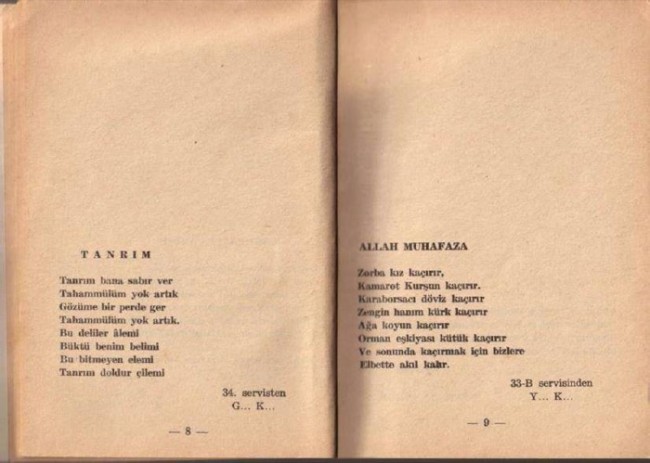 TANRIM
Tanrım bana sabır ver
Tahammülüm yok artık
Gözüme bir perde ger
Tahammülüm yok artık.
Bu deliler âlemi
Büktü benim belimi
Bu bitmeyen elemi
Tanrım doldur çilemi
34. servisten
G... K...
— 8 —
ALLAH MUHAFAZA
Zorba kız kaçırır,
Kamarot Kurşun kaçırır.
Karaborsacı döviz kaçırır
Zengin hanım kürk kaçırır
Ağa koyun kaçırır
Orman eşkiyası kütük kaçırır
Ve sonunda kaçırmak için bizlere
Elbette akıl kalır.
33-B servisinden
Y... K...
— 9 —